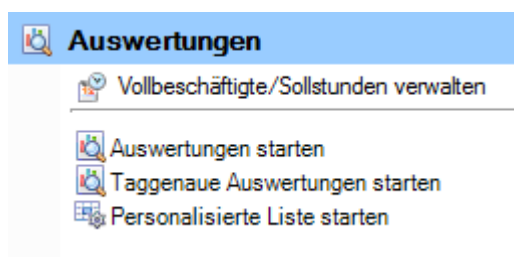 Auswertungen
Vollbeschäftigte/Sollstunden verwalten
Auswertungen starten
Taggenaue Auswertungen starten
Personalisierte Liste starten